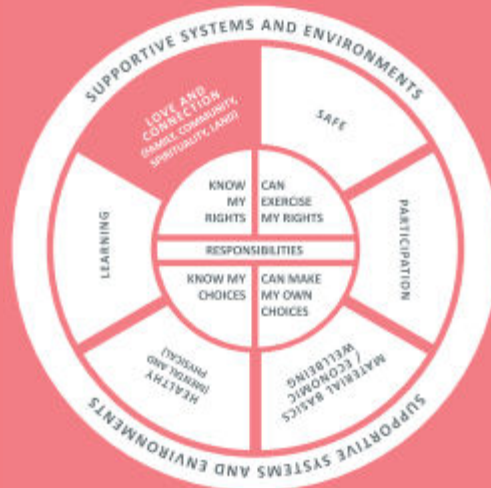 SUPPORTIVE SYSTEMS AND ENVIRONMENTS
LOVE AND
CONNECTION
(FAMILY, COMMUNITY,
SPIRITUALITY, LAND)
SAFE
PARTICIPATION
MATERIAL BASICS
/ ECONOMIC
WELLBEING
HEALTHY
(MENTAL AND
PHYSICAL)
LEARNING
KNOW
MY
RIGHTS
CAN
EXERCISE
MY RIGHTS
RESPONSIBILITIES
KNOW MY
CHOICES
CAN MAKE
MY OWN
CHOICES
SUPPORTIVE SYSTEMS AND ENVIRONMENTS